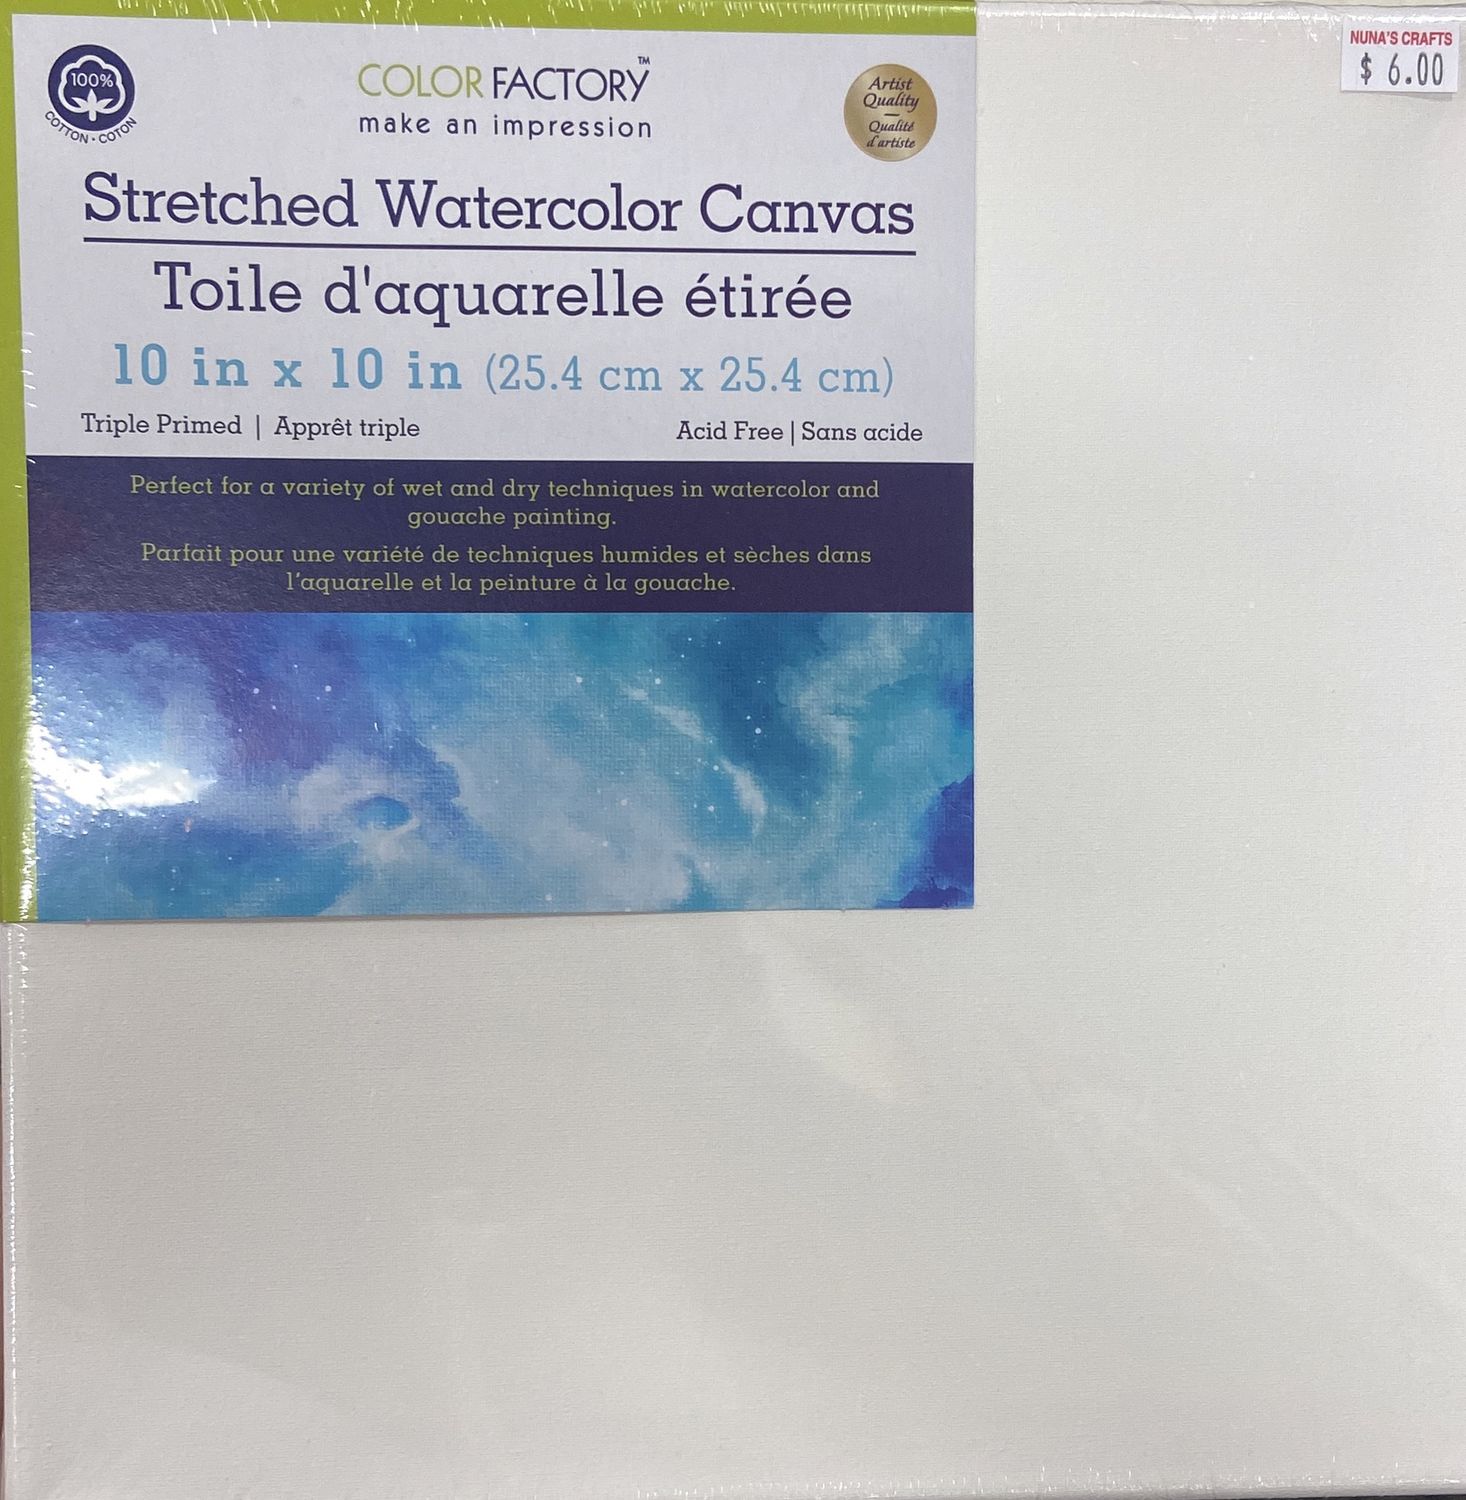 NUNA'S CRAFTS
$ 6.00
100%
COTTON • COTON
COLOR FACTORY™
make an impression
Artist
Quality
Qualité
d'artiste
Stretched Watercolor Canvas
Toile d'aquarelle étirée
10 in x 10 in (25.4 cm x 25.4 cm)
Triple Primed | Apprêt triple
Acid Free | Sans acide
Perfect for a variety of wet and dry techniques in watercolor and
gouache painting.
Parfait pour une variété de techniques humides et sèches dans
l'aquarelle et la peinture à la gouache.